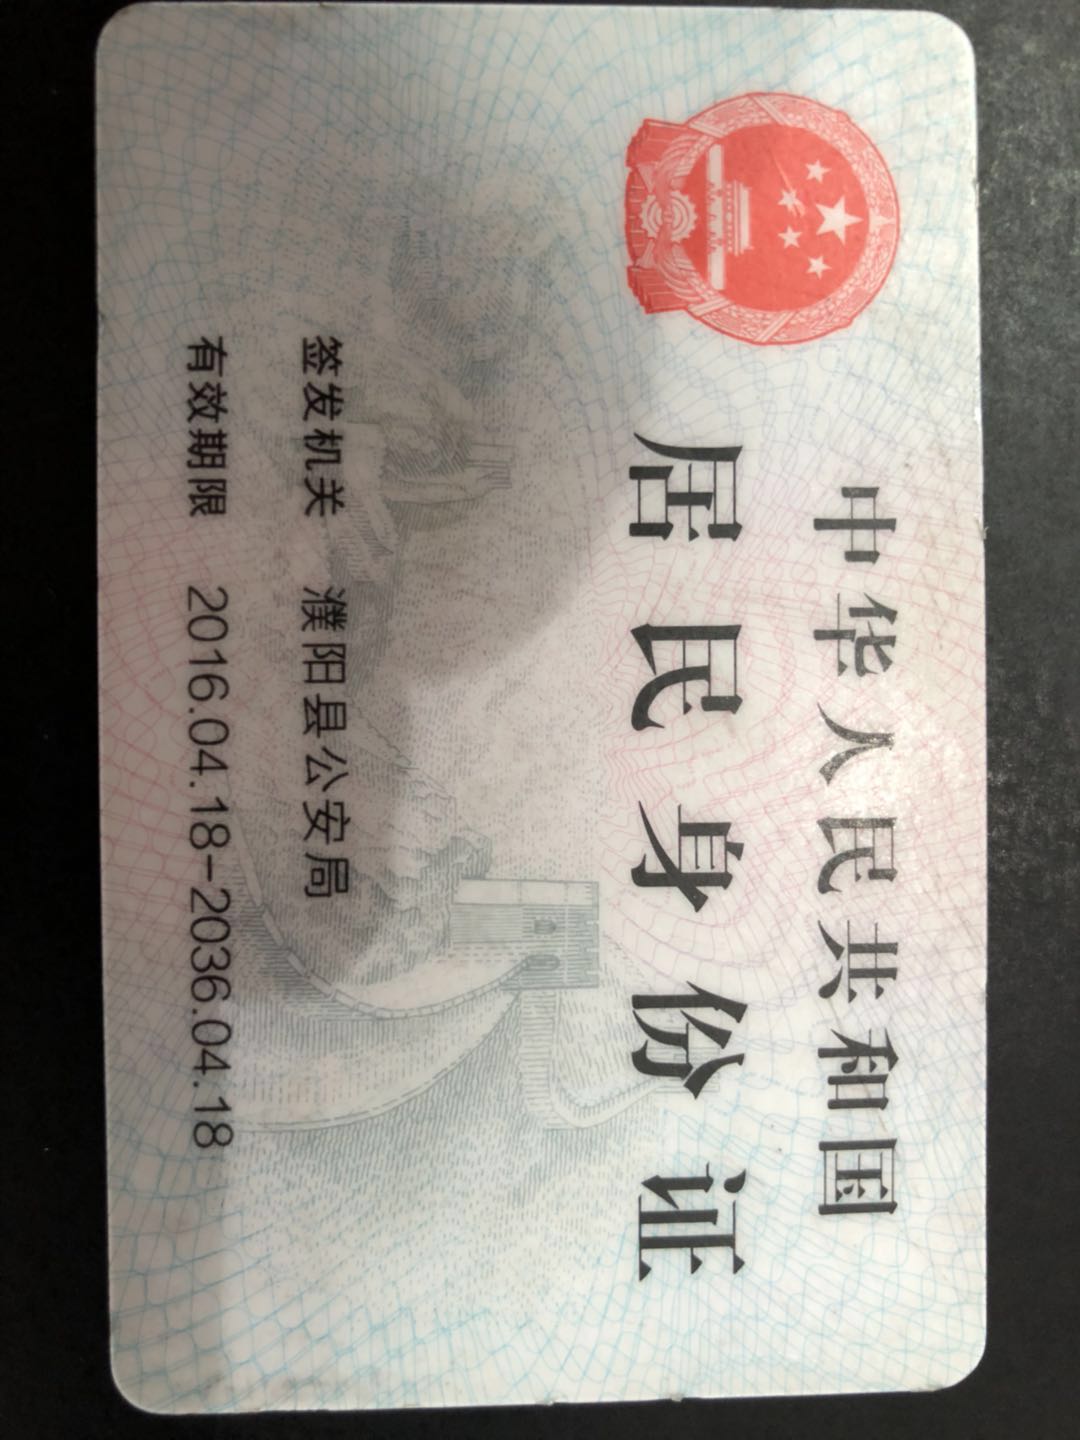 中华人民共和国
居民身份证
签发机关 濮阳县公安局
有效期限 2016.04.18-2036.04.18